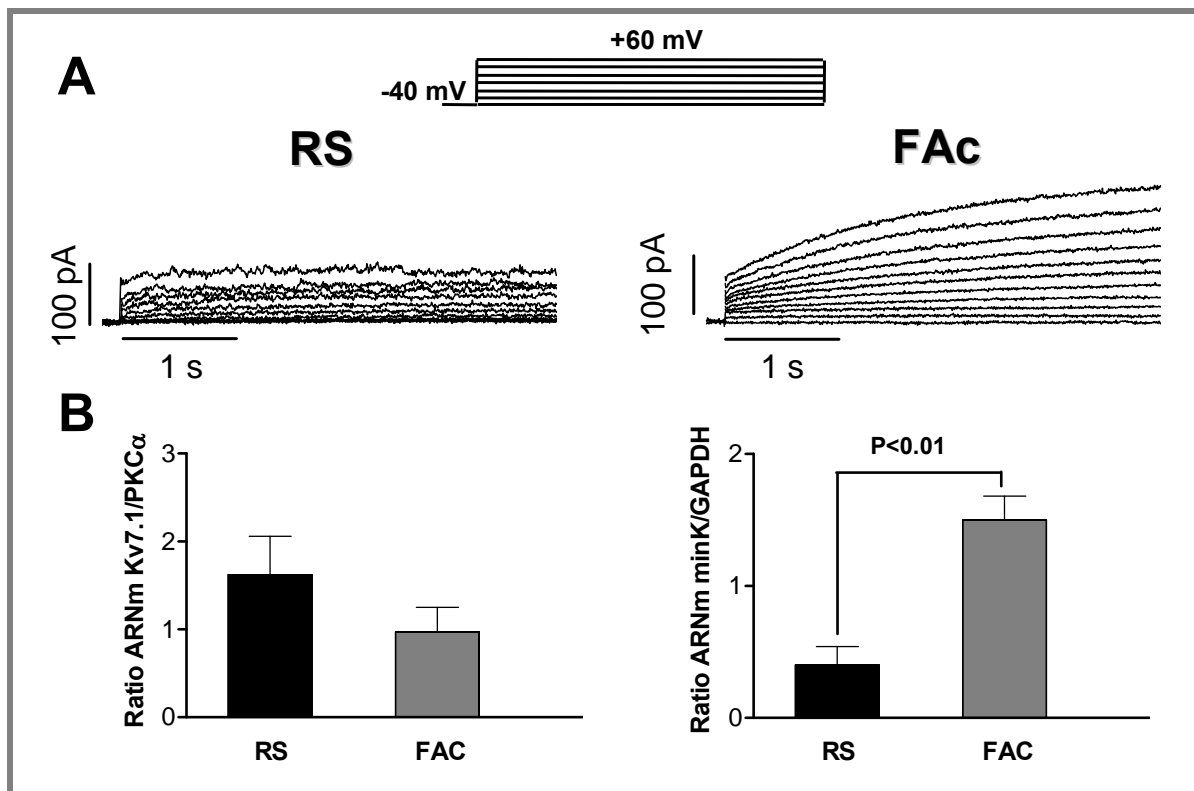 A
+60 mV
-40 mV
RS
FAc
100 pA
1 s
100 pA
1 s
B
Ratio ARNm Kv7.1/PKCα
3
2
1
0
RS
FAC
Ratio ARNm minK/GAPDH
2
1
0
P<0.01
RS
FAC